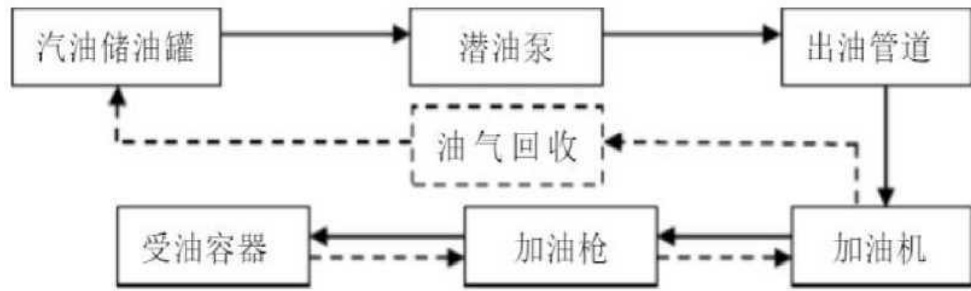 汽油储油罐
潜油泵
出油管道
油气回收
受油容器
加油枪
加油机